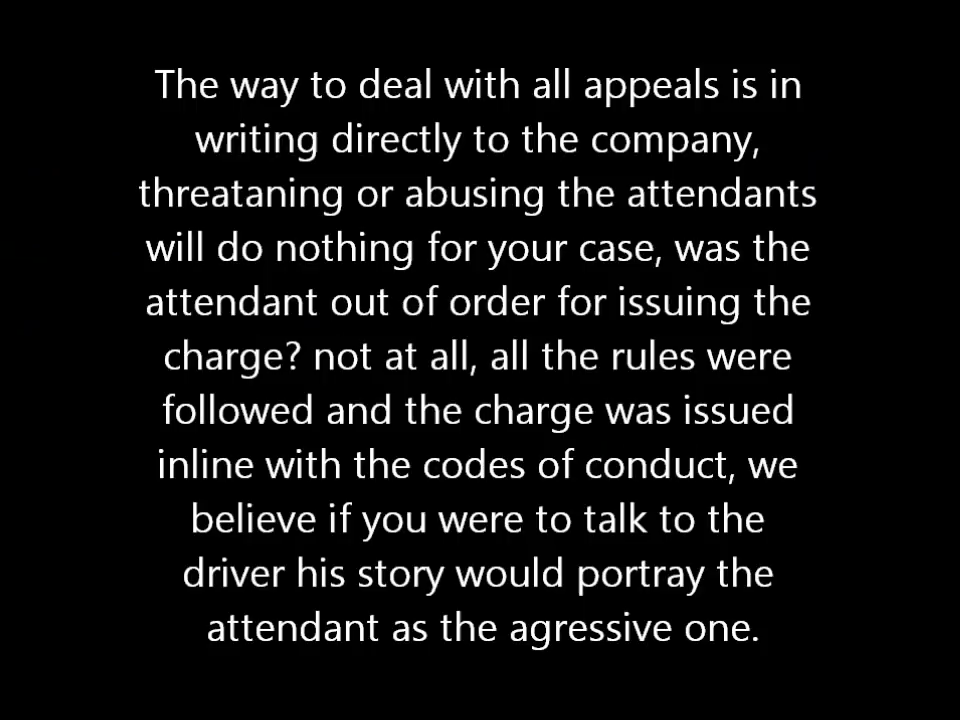 The way to deal with all appeals is in
writing directly to the company,
threataning or abusing the attendants
will do nothing for your case, was the
attendant out of order for issuing the
charge? not at all, all the rules were
followed and the charge was issued
inline with the codes of conduct, we
believe if you were to talk to the
driver his story would portray the
attendant as the agressive one.